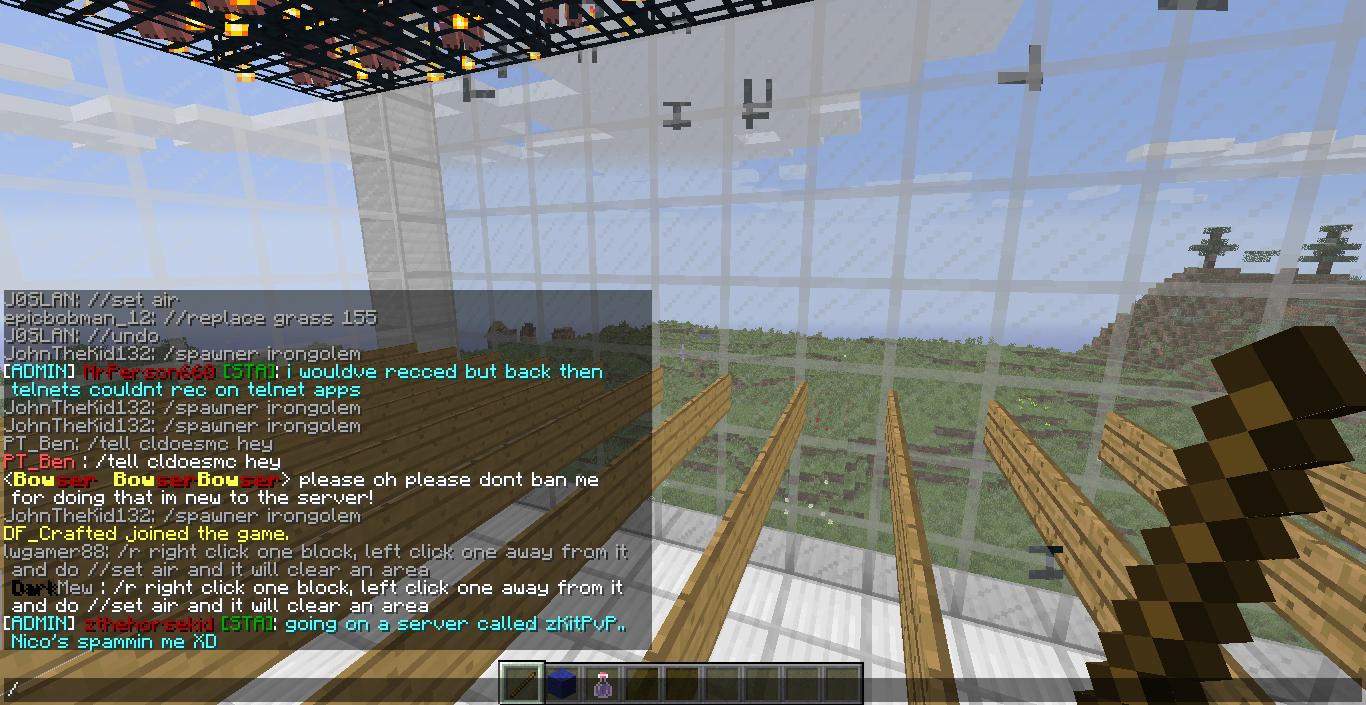 J0SLAN: //set air
epicbobman_12: //replace grass 155
J0SLAN: //undo
JohnTheKid132: /spawner irongolem
[ADMIN] MrPerson660 [STA]: i wouldve recced but back then
telnets couldnt rec on telnet apps
JohnTheKid132: /spawner irongolem
JohnTheKid132: /spawner irongolem
PT_Ben: /tell cldoesmc hey
PT_Ben : /tell cldoesmc hey
<Bowser BowserBowser> please oh please dont ban me
for doing that im new to the server!
JohnTheKid132: /spawner irongolem
DF_Crafted joined the game.
lwgamer88: /r right click one block, left click one away from it
and do //set air and it will clear an area
DarkMew : /r right click one block, left click one away from it
and do //set air and it will clear an area
[ADMIN] zthehorsekid [STA]: going on a server called zKitPvP..
Nico's spammin me XD
/